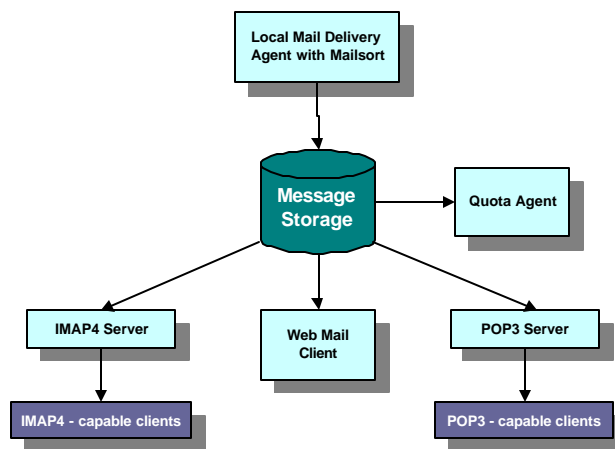 Local Mail Delivery
Agent with Mailsort
Message
Storage
Quota Agent
IMAP4 Server
Web Mail
Client
POP3 Server
IMAP4 - capable clients
POP3 - capable clients